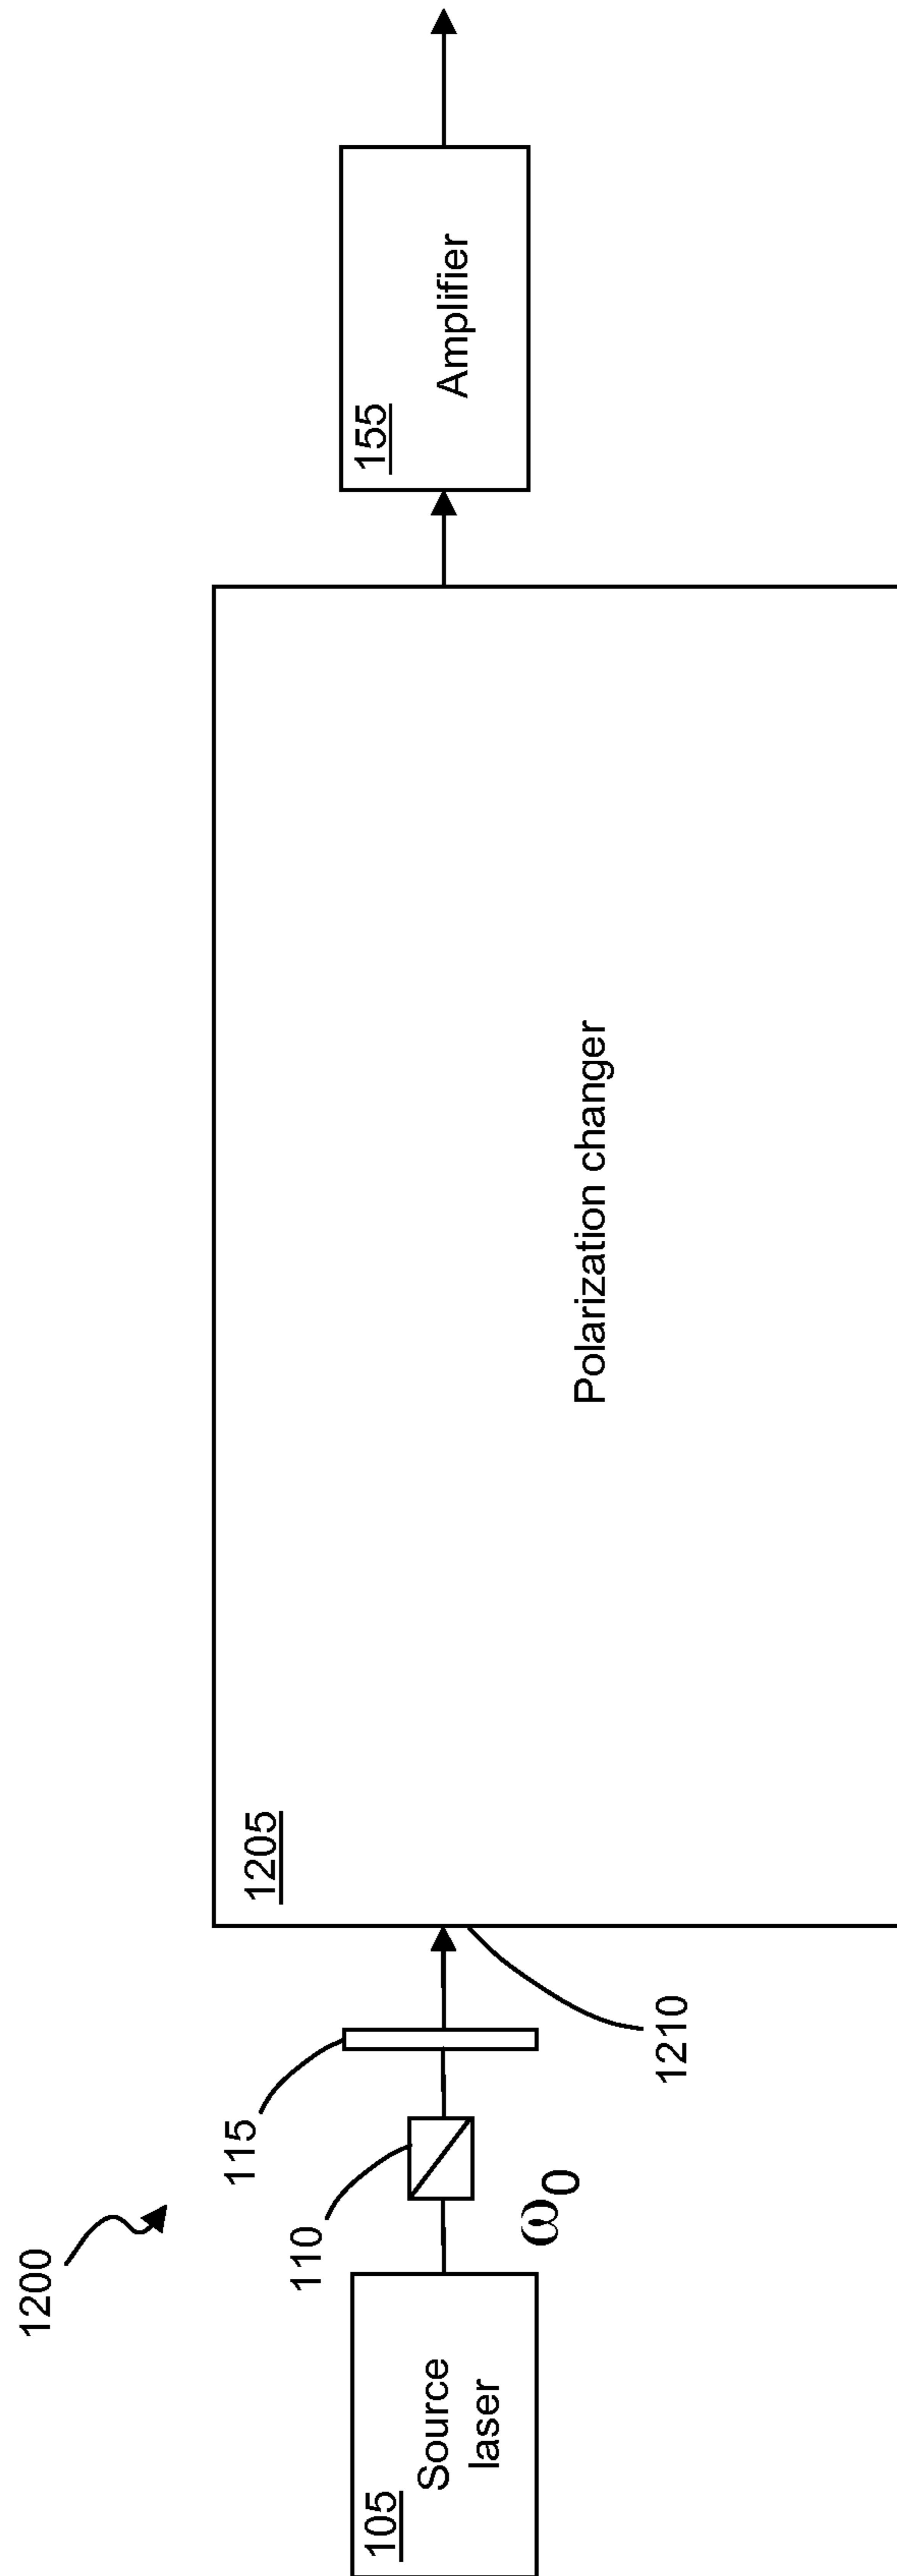 1200
105
Source
laser
ω0
110
115
1210
1205
Polarization changer
155
Amplifier